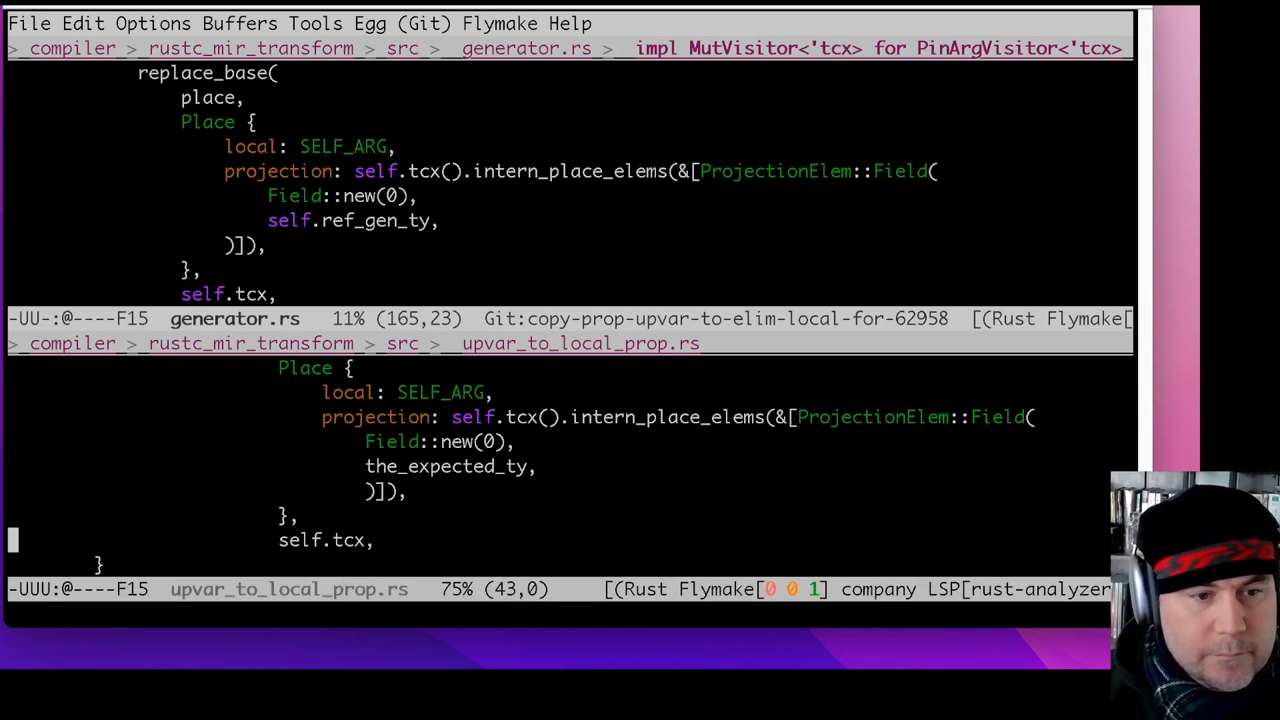 File Edit Options Buffers Tools Egg (Git) Flymake Help
> compiler > rustc_mir_transform > src > generator.rs > impl MutVisitor<'tcx> for PinArgVisitor<'tcx>
replace_base(
place,
Place {
local: SELF_ARG,
projection: self.tcx().intern_place_elems(&[ProjectionElem::Field(
Field::new(0),
self.ref_gen_ty,
)]),
},
self.tcx,
-UU-:@----F15 generator.rs 11% (165,23) Git:copy-prop-upvar-to-elim-local-for-62958 [(Rust Flymake[
> compiler > rustc_mir_transform > src > upvar_to_local_prop.rs
Place {
local: SELF_ARG,
projection: self.tcx().intern_place_elems(&[ProjectionElem::Field(
Field::new(0),
the_expected_ty,
)]),
},
self.tcx,
}
-UUU:@----F15 upvar_to_local_prop.rs 75% (43,0) [(Rust Flymake[0 0 1] company LSP[rust-analyzer